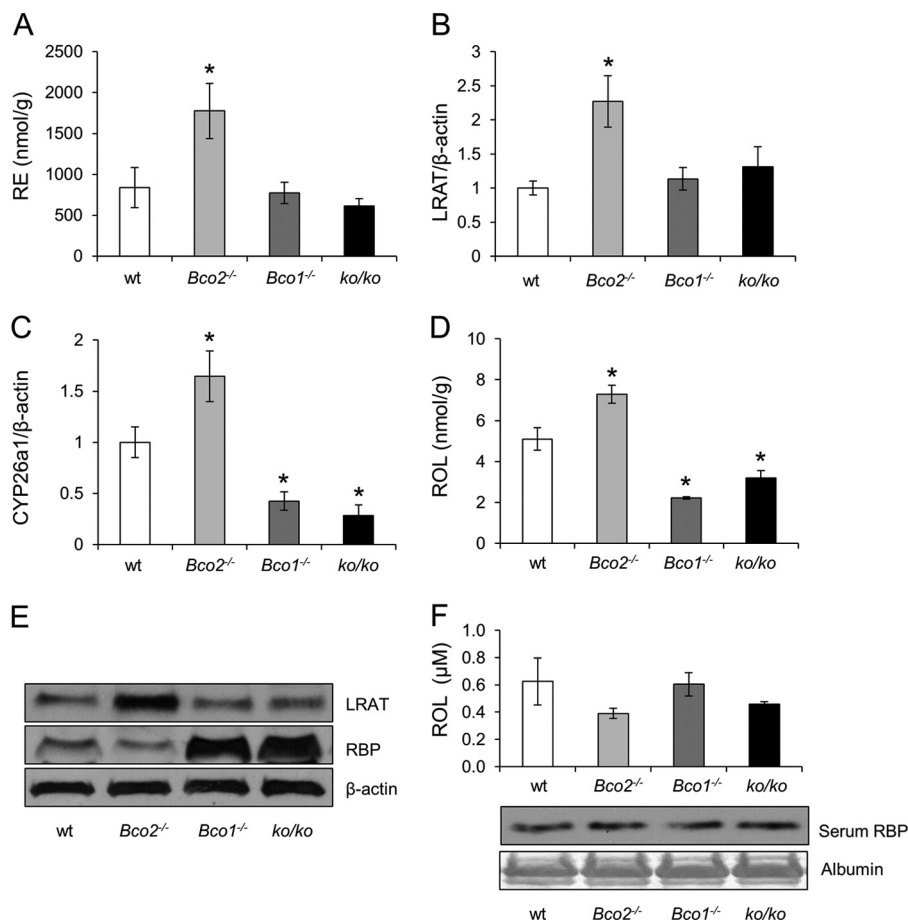 A
RE (nmol/g)
2500
2000
1500
1000
500
0
*
wt Bco2-/- Bco1-/- ko/ko
B
LRAT/β-actin
3
2.5
2
1.5
1
0.5
0
*
wt Bco2-/- Bco1-/- ko/ko
C
CYP26a1/β-actin
2
1.5
1
0.5
0
* * *
wt Bco2-/- Bco1-/- ko/ko
D
ROL (nmol/g)
10
8
6
4
2
0
* * *
wt Bco2-/- Bco1-/- ko/ko
E
LRAT
RBP
β-actin
wt Bco2-/- Bco1-/- ko/ko
F
ROL (µM)
1.0
0.8
0.6
0.4
0.2
0.0
wt Bco2-/- Bco1-/- ko/ko
Serum RBP
Albumin
wt Bco2-/- Bco1-/- ko/ko